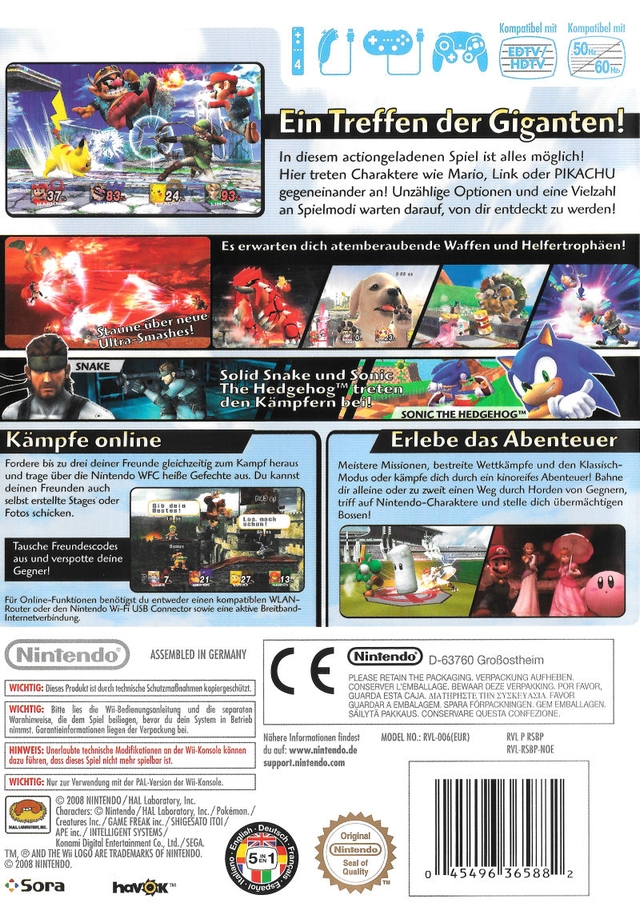 Kompatibel mit
EDTV/
HDTV
Kompatibel mit
50Hz
60Hz
4
37%
83%
24%
93%
Ein Treffen der Giganten!
In diesem actiongeladenen Spiel ist alles möglich!
Hier treten Charaktere wie Mario, Link oder PIKACHU
gegeneinander an! Unzählige Optionen und eine Vielzahl
an Spielmodi warten darauf, von dir entdeckt zu werden!
Es erwarten dich atemberaubende Waffen und Helfertrophäen!
Staune über neue
Ultra-Smashes!
SNAKE
Solid Snake und Sonic
The Hedgehog™ treten
den Kämpfern bei!
SONIC THE HEDGEHOG™
Kämpfe online
Fordere bis zu drei deiner Freunde gleichzeitig zum Kampf heraus
und trage über die Nintendo WFC heiße Gefechte aus. Du kannst
deinen Freunden auch
selbst erstellte Stages oder
Fotos schicken.
Gib dein
Bestes!
Los, mach
schon!
Tausche Freundescodes
aus und verspotte deine
Gegner!
Für Online-Funktionen benötigst du entweder einen kompatiblen WLAN-
Router oder den Nintendo Wi-Fi USB Connector sowie eine aktive Breitband-
Internetverbindung.
Erlebe das Abenteuer
Meistere Missionen, bestreite Wettkämpfe und den Klassisch-
Modus oder kämpfe dich durch ein kinoreifes Abenteuer! Bahne
dir alleine oder zu zweit einen Weg durch Horden von Gegnern,
triff auf Nintendo-Charaktere und stelle dich übermächtigen
Bossen!
Nintendo®
ASSEMBLED IN GERMANY
WICHTIG: Dieses Produkt ist durch technische Schutzmaßnahmen kopiergeschützt.
WICHTIG: Bitte lies die Wii-Bedienungsanleitung und die separaten
Warnhinweise, die dem Spiel beiliegen, bevor du dein System in Betrieb
nimmst. Garantieinformationen liegen der Verpackung bei.
HINWEIS: Unerlaubte technische Modifikationen an der Wii-Konsole können
dazu führen, dass dieses Spiel nicht mehr spielbar ist.
WICHTIG: Nur zur Verwendung mit der PAL-Version der Wii-Konsole.
CE
Nintendo®
D-63760 Großostheim
PLEASE RETAIN THE PACKAGING. VERPACKUNG AUFHEBEN.
CONSERVER L'EMBALLAGE. BEWAAR DEZE VERPAKKING. POR FAVOR,
GUARDA ESTA CAJA. ΔΙΑΤΗΡΗΣΤΕ ΤΗΝ ΣΥΣΚΕΥΑΣΙΑ. FAVOR
GUARDAR A EMBALAGEM. SPARA FÖRPACKNINGEN. GEM EMBALLAGEN.
SÄILYTÄ PAKKAUS. CONSERVARE QUESTA CONFEZIONE.
Nähere Informationen findest
du auf: www.nintendo.de
support.nintendo.com
MODEL NO.: RVL-006(EUR)
RVL P RSBP
RVL-RSBP-NOE
HAL LABORATORY, INC.
© 2008 NINTENDO / HAL Laboratory, Inc.
Characters: © Nintendo / HAL Laboratory, Inc. / Pokémon. /
Creatures Inc. / GAME FREAK inc. / SHIGESATO ITOI /
APE inc. / INTELLIGENT SYSTEMS /
Konami Digital Entertainment Co., Ltd. / SEGA.
TM, ® AND THE Wii LOGO ARE TRADEMARKS OF NINTENDO.
© 2008 NINTENDO.
Sora
havok™
English · Deutsch · Français · Español · Italiano
5 IN 1
Original
Nintendo
Seal of
Quality
0 45496 36588 2